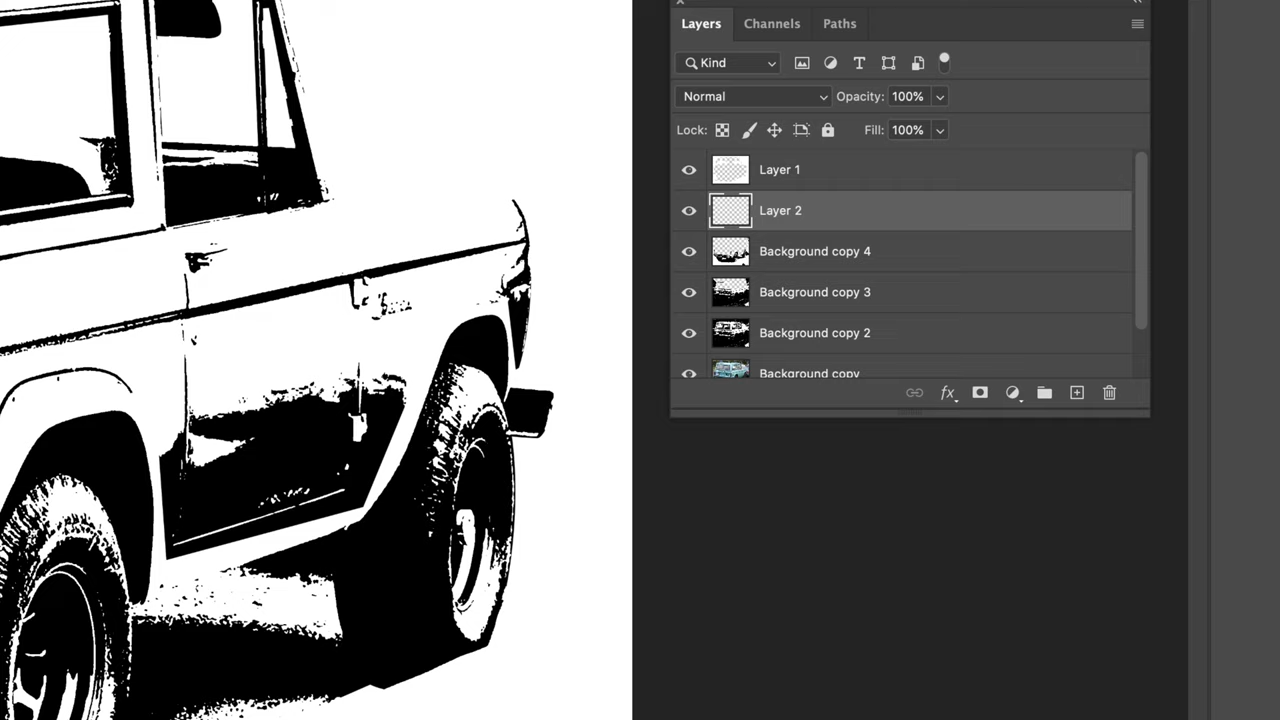 Layers Channels Paths
Kind
Normal Opacity: 100%
Lock: Fill: 100%
Layer 1
Layer 2
Background copy 4
Background copy 3
Background copy 2
Background copy
fx